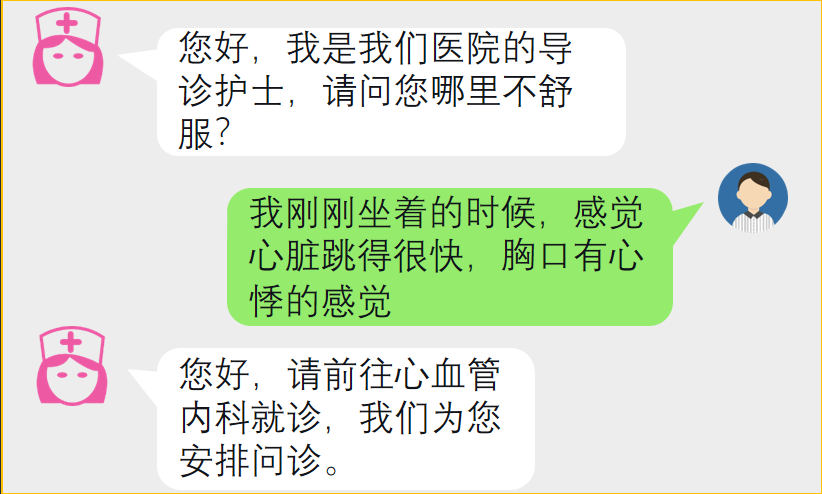 您好，我是我们医院的导
诊护士，请问您哪里不舒
服？
我刚刚坐着的时候，感觉
心脏跳得很快，胸口有心
悸的感觉
您好，请前往心血管
内科就诊，我们为您
安排问诊。